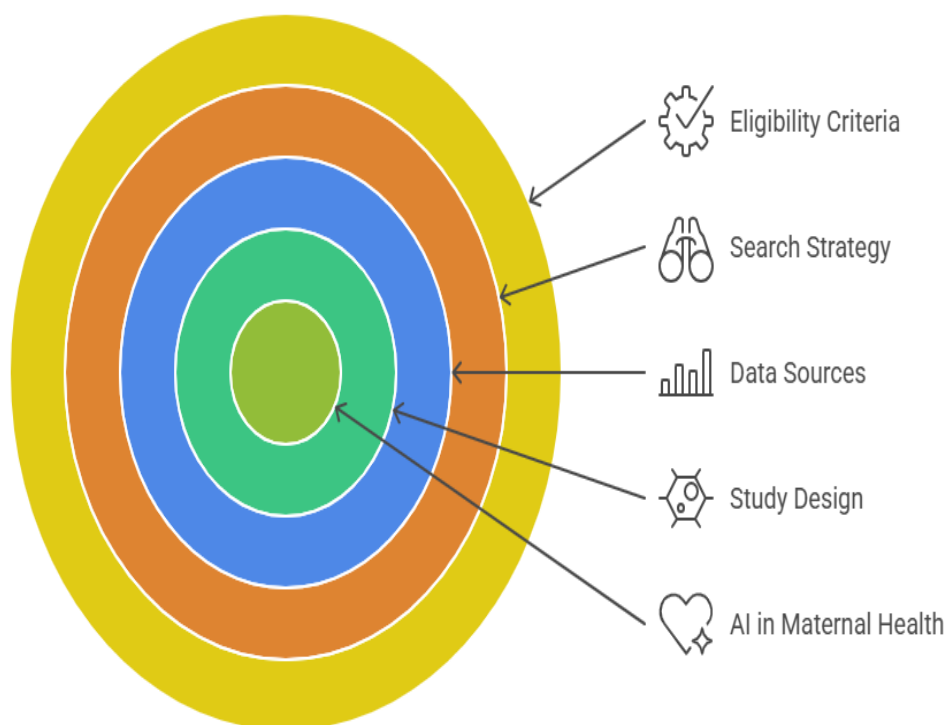 Eligibility Criteria
Search Strategy
Data Sources
Study Design
AI in Maternal Health